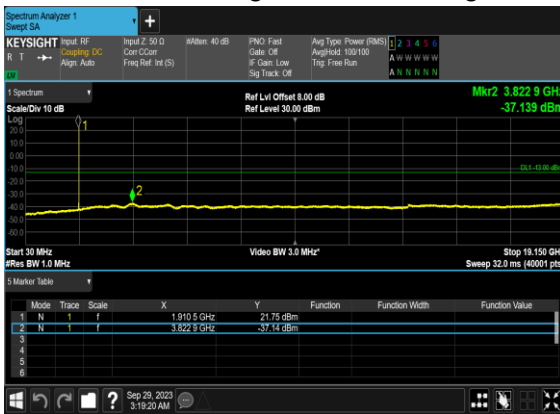 Spectrum Analyzer 1
Swept SA
KEYSIGHT Input: RF Input Z: 50 Ω #Atten: 40 dB PNO: Fast Avg Type: Power (RMS) 1 2 3 4 5 6
R T Coupling: DC Corr CCorr Gate: Off Avg|Hold: 100/100 A W W W W W
Align: Auto Freq Ref: Int (S) IF Gain: Low Trig: Free Run
Sig Track: Off A N N N N N
LV
1 Spectrum Ref Lvl Offset 8.00 dB Mkr2 3.822 9 GHz
Scale/Div 10 dB Ref Level 30.00 dBm -37.139 dBm
Log
20.0
10.0
0.00
-10.0
-20.0
-30.0
-40.0
-50.0
-60.0
1
2
DL1 -13.00 dBm
Start 30 MHz Video BW 3.0 MHz* Stop 19.150 GH
#Res BW 1.0 MHz Sweep 32.0 ms (40001 pts
5 Marker Table
Mode Trace Scale X Y Function Function Width Function Value
1 N 1 f 1.910 5 GHz 21.75 dBm
2 N 1 f 3.822 9 GHz -37.14 dBm
3
4
5
6
? Sep 29, 2023
3:19:20 AM